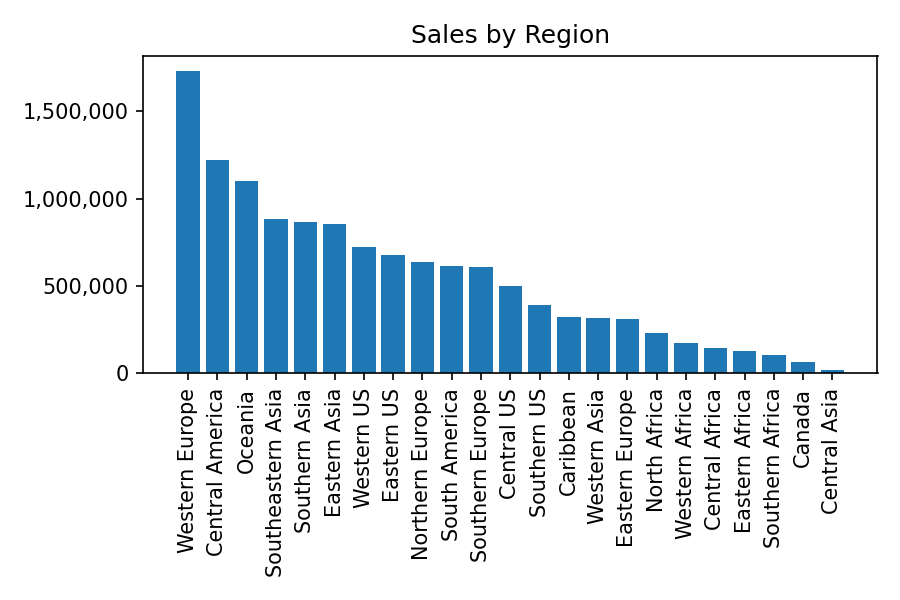 Sales by Region
1,500,000
1,000,000
500,000
0
Western Europe
Central America
Oceania
Southeastern Asia
Southern Asia
Eastern Asia
Western US
Eastern US
Northern Europe
South America
Southern Europe
Central US
Southern US
Caribbean
Western Asia
Eastern Europe
North Africa
Western Africa
Central Africa
Eastern Africa
Southern Africa
Canada
Central Asia